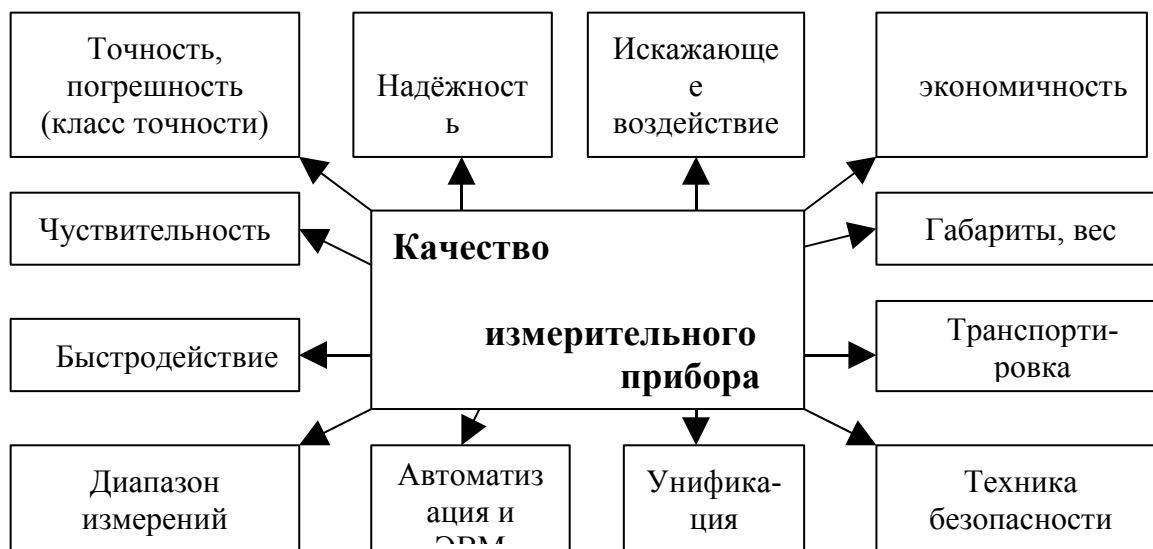 Точность,
погрешность
(класс точности)
Надёжност
ь
Искажающе
е
воздействие
экономичность
Чуствительность
Качество
измерительного
прибора
Габариты, вес
Быстродействие
Транспорти-
ровка
Диапазон
измерений
Автоматиз
ация и
ЭВМ
Унифика-
ция
Техника
безопасности